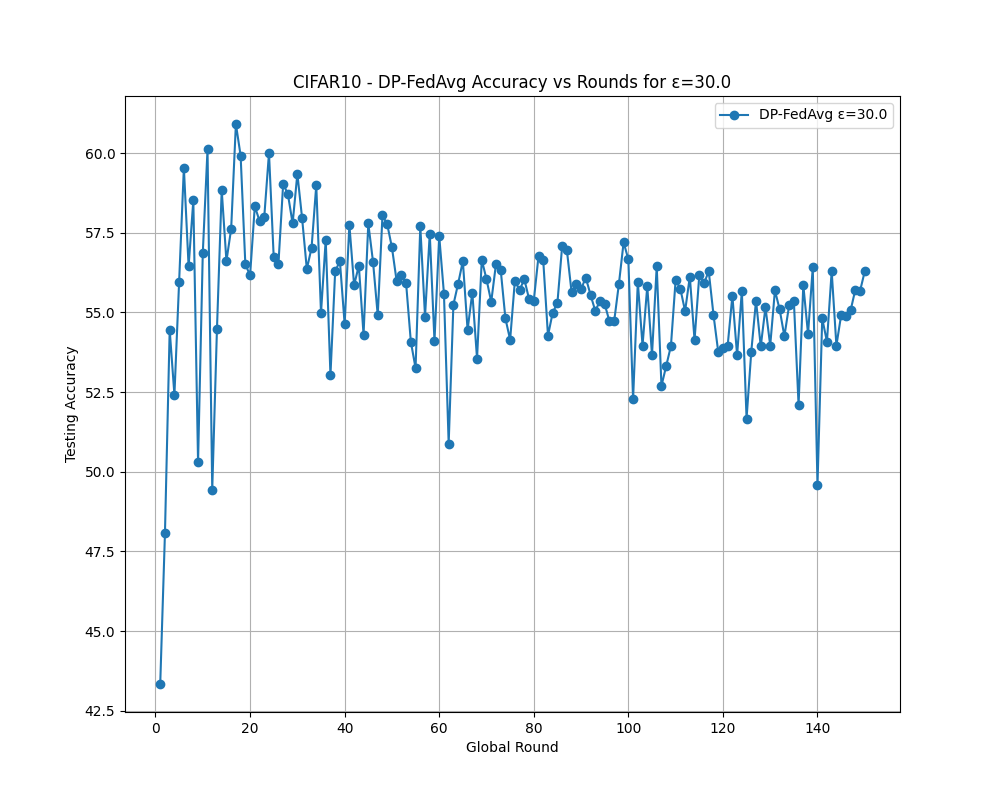 CIFAR10 - DP-FedAvg Accuracy vs Rounds for ε=30.0
DP-FedAvg ε=30.0
Testing Accuracy
60.0
57.5
55.0
52.5
50.0
47.5
45.0
42.5
0 20 40 60 80 100 120 140
Global Round